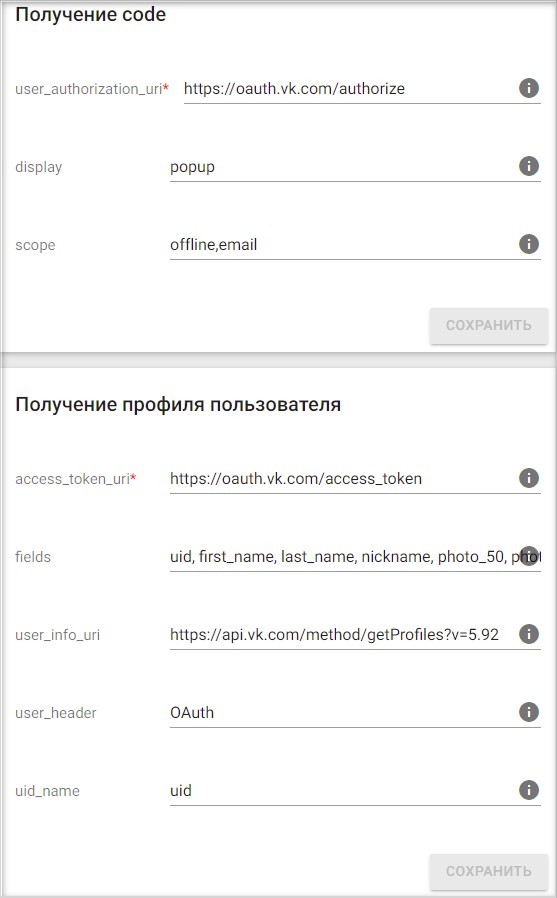 Получение code
user_authorization_uri* https://oauth.vk.com/authorize
display popup
scope offline,email
СОХРАНИТЬ
Получение профиля пользователя
access_token_uri* https://oauth.vk.com/access_token
fields uid, first_name, last_name, nickname, photo_50,
user_info_uri https://api.vk.com/method/getProfiles?v=5.92
user_header OAuth
uid_name uid
СОХРАНИТЬ